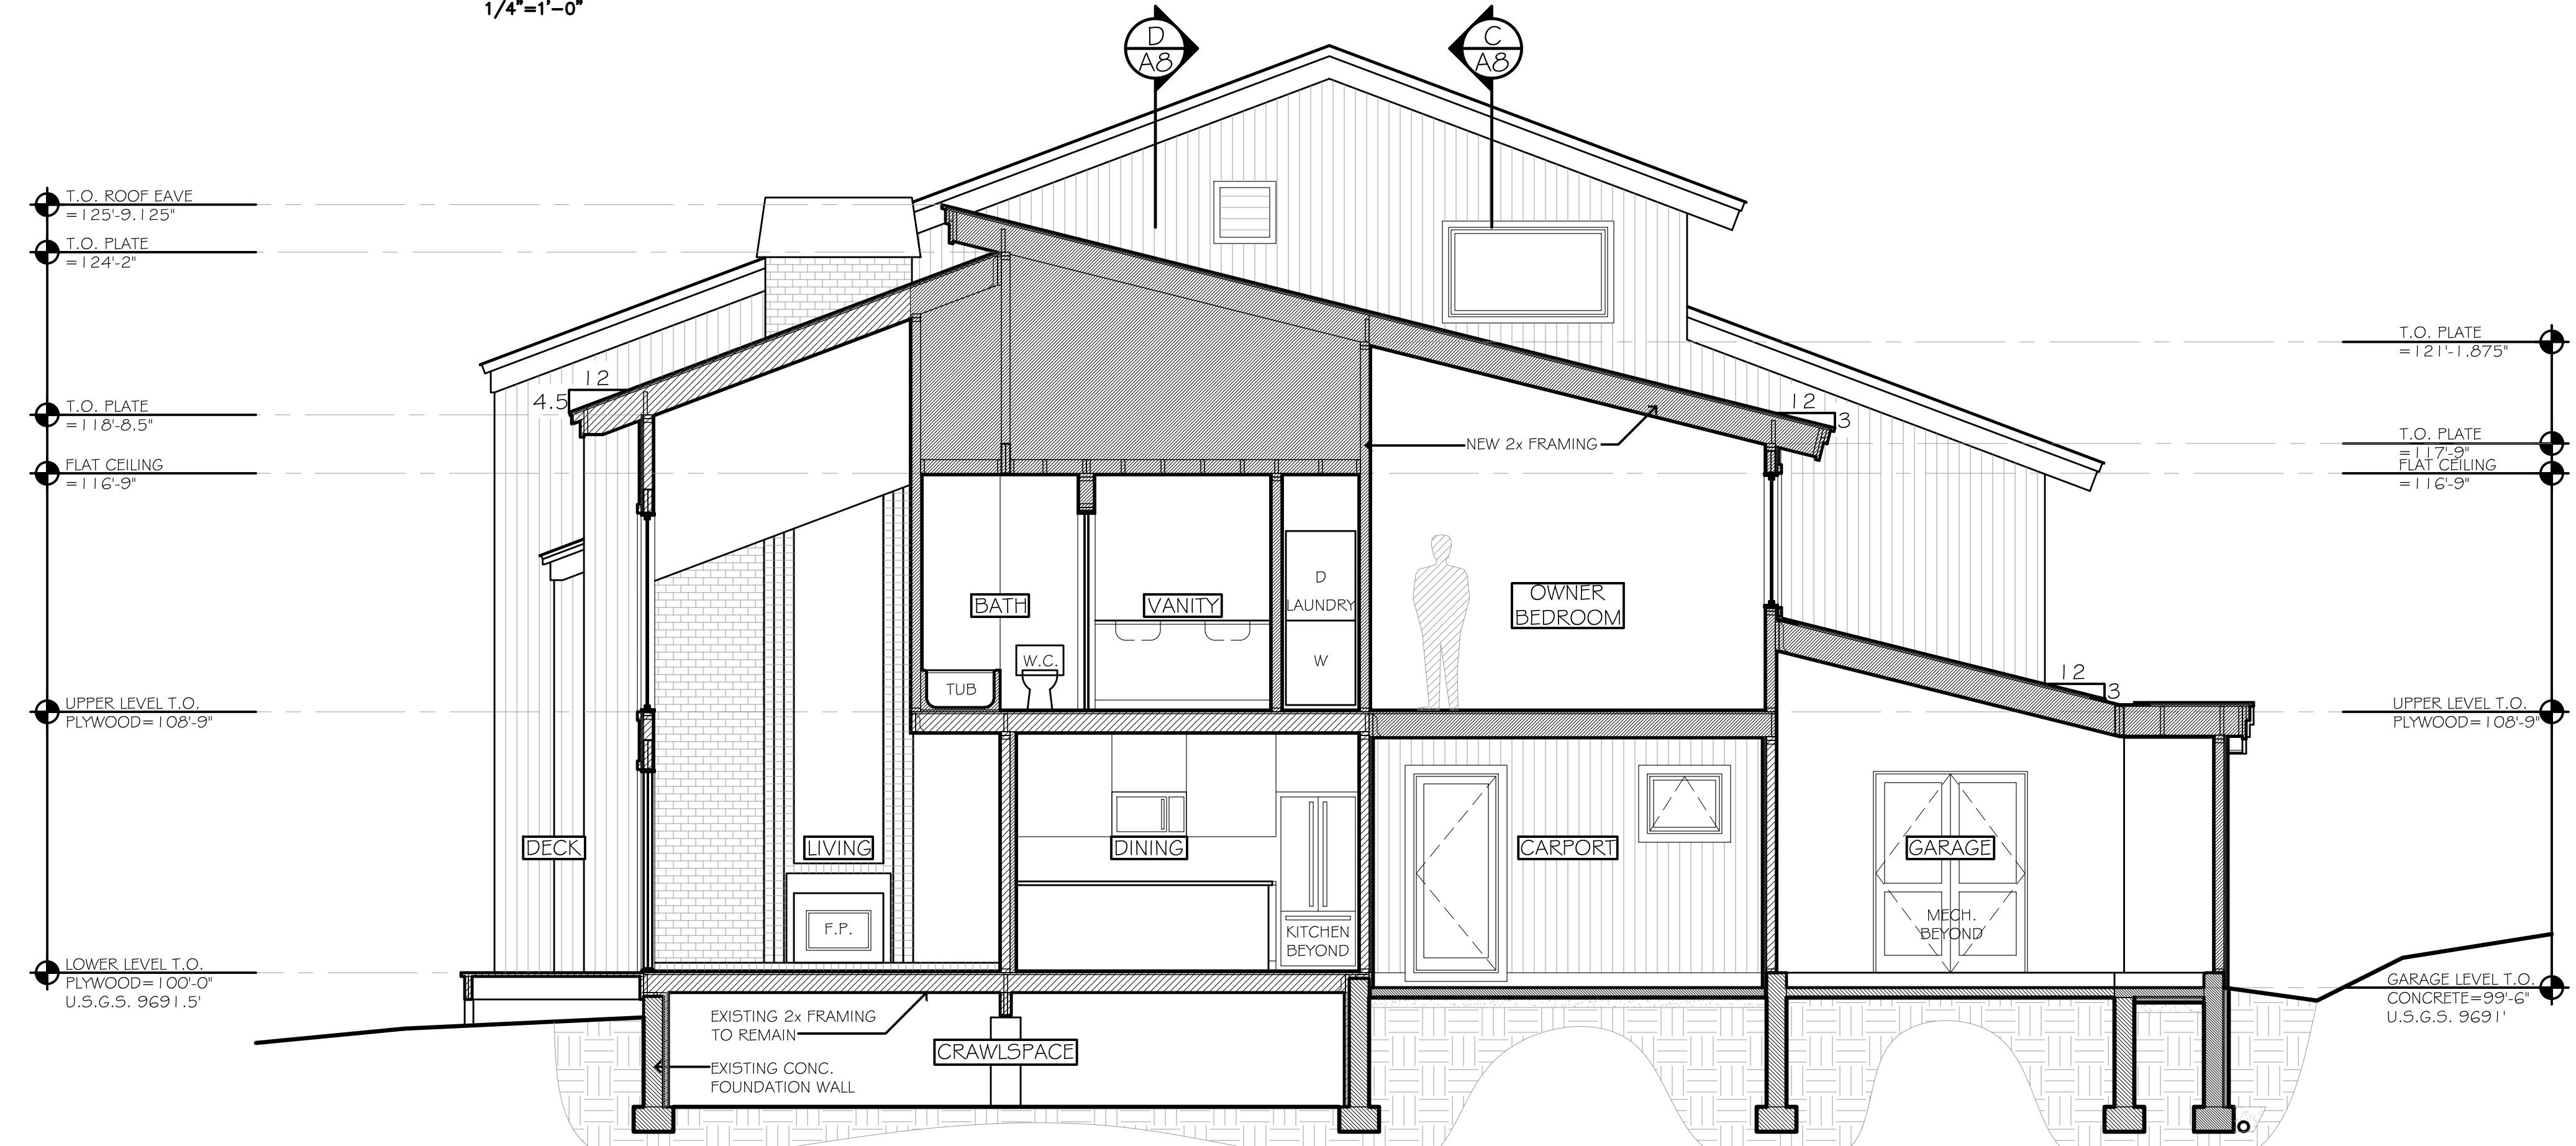 1/4"=1'-0"
D
A8
C
A8
T.O. ROOF EAVE
=125'-9.125"
T.O. PLATE
=124'-2"
T.O. PLATE
=118'-8.5"
FLAT CEILING
=116'-9"
UPPER LEVEL T.O.
PLYWOOD=108'-9"
LOWER LEVEL T.O.
PLYWOOD=100'-0"
U.S.G.S. 9691.5'
12
4.5
NEW 2x FRAMING
12
3
BATH
VANITY
D
LAUNDRY
W
OWNER
BEDROOM
W.C.
TUB
12
3
DECK
LIVING
DINING
CARPORT
GARAGE
F.P.
KITCHEN
BEYOND
MECH.
BEYOND
EXISTING 2x FRAMING
TO REMAIN
CRAWLSPACE
EXISTING CONC.
FOUNDATION WALL
T.O. PLATE
=121'-1.875"
T.O. PLATE
=117'-9"
FLAT CEILING
=116'-9"
UPPER LEVEL T.O.
PLYWOOD=108'-9"
GARAGE LEVEL T.O.
CONCRETE=99'-6"
U.S.G.S. 9691'